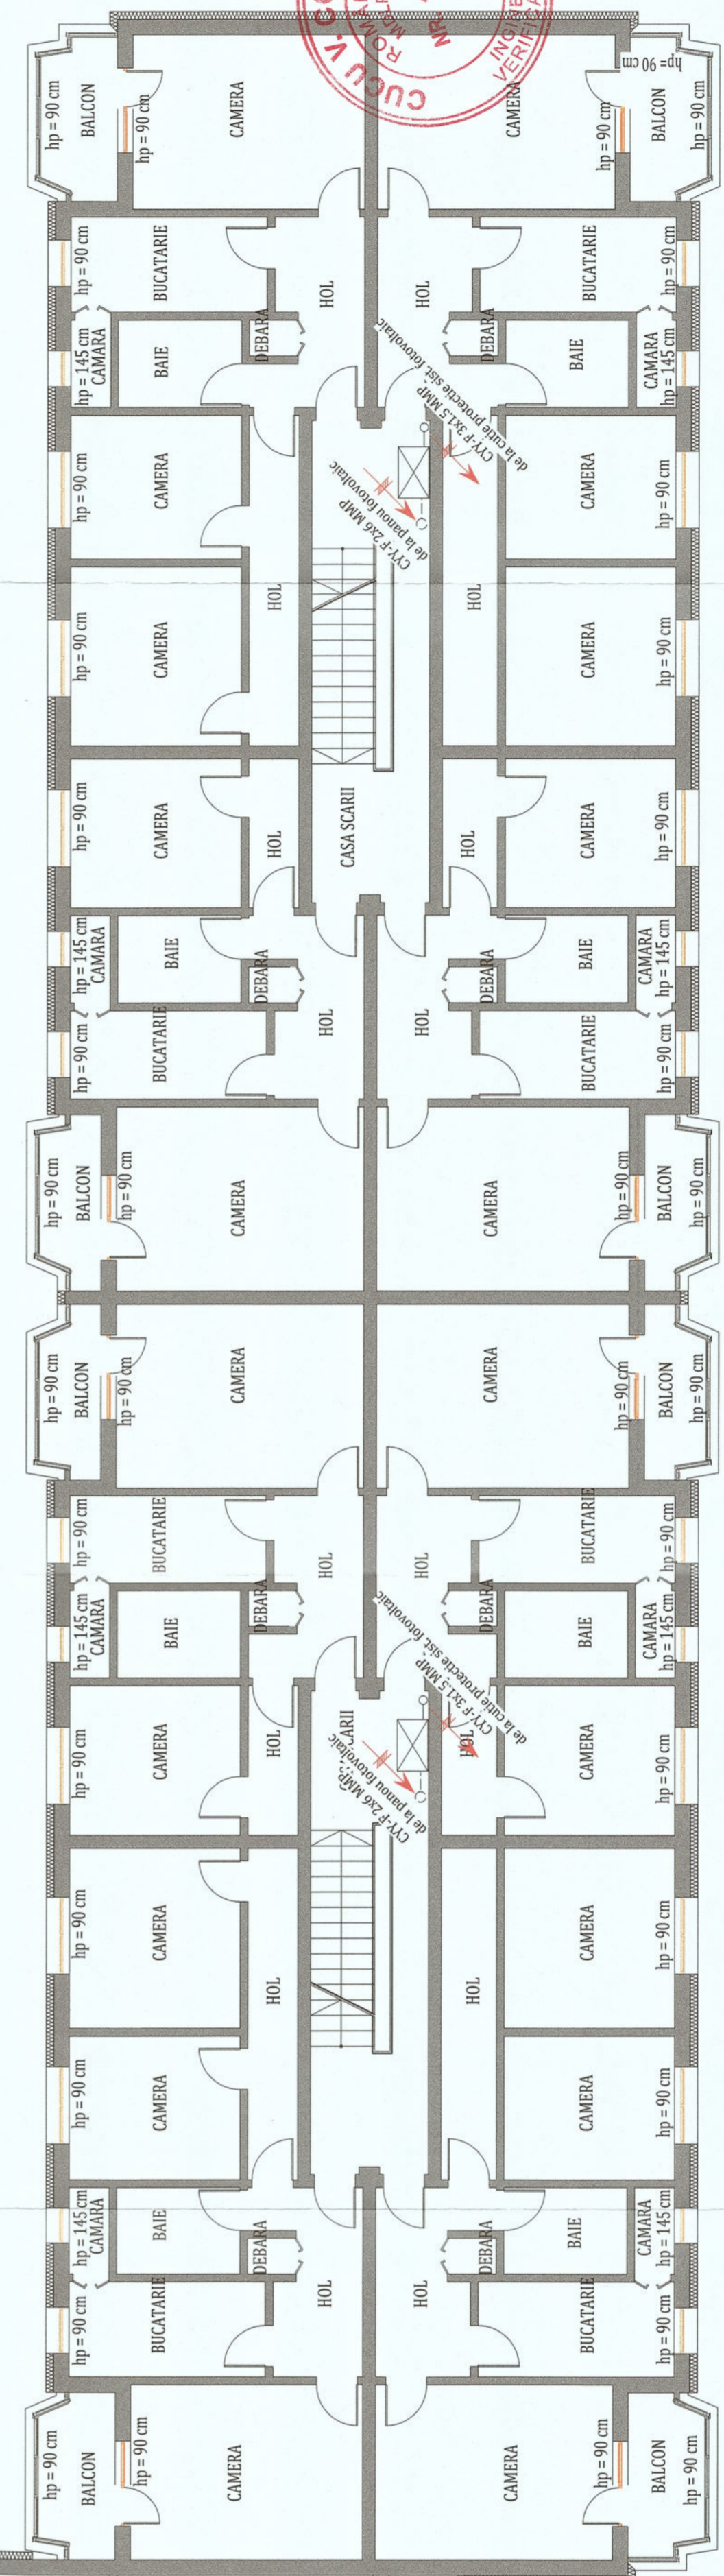 CUCU V.C
NR.
hp = 90 cm
BALCON
hp = 90 cm
CAMERA
CAMERA
hp = 90 cm
BALCON
hp = 90 cm
hp= 90 cm
hp = 90 cm
BUCATARIE
HOL
HOL
BUCATARIE
hp = 90 cm
hp = 145 cm
CAMARA
BAIE
DEBARA
DEBARA
BAIE
CAMARA
hp = 145 cm
de la cutie protectie sist. fotovoltaic
CYY-F 3x1.5 MMP
hp = 90 cm
CAMERA
CYY-F 2x6 MMP
de la panou fotovoltaic
CAMERA
hp = 90 cm
hp = 90 cm
CAMERA
HOL
HOL
CAMERA
hp = 90 cm
hp = 90 cm
CAMERA
HOL
CASA SCARII
HOL
CAMERA
hp = 90 cm
hp = 145 cm
CAMARA
BAIE
DEBARA
DEBARA
BAIE
CAMARA
hp = 145 cm
hp = 90 cm
BUCATARIE
HOL
HOL
BUCATARIE
hp = 90 cm
hp = 90 cm
BALCON
hp = 90 cm
CAMERA
CAMERA
hp = 90 cm
BALCON
hp = 90 cm
hp = 90 cm
BALCON
hp = 90 cm
CAMERA
CAMERA
hp = 90 cm
BALCON
hp = 90 cm
hp = 90 cm
BUCATARIE
HOL
HOL
BUCATARIE
hp = 90 cm
hp = 145 cm
CAMARA
BAIE
DEBARA
DEBARA
BAIE
CAMARA
hp = 145 cm
de la cutie protectie sist. fotovoltaic
CYY-F 3x1.5 MMP
hp = 90 cm
CAMERA
HOL
CARII
CYY-F 2x6 MMP
de la panou fotovoltaic
HOL
CAMERA
hp = 90 cm
hp = 90 cm
CAMERA
HOL
HOL
CAMERA
hp = 90 cm
hp = 90 cm
CAMERA
CAMERA
hp = 90 cm
hp = 145 cm
CAMARA
BAIE
DEBARA
DEBARA
BAIE
CAMARA
hp = 145 cm
hp = 90 cm
BUCATARIE
HOL
HOL
BUCATARIE
hp = 90 cm
hp = 90 cm
BALCON
hp = 90 cm
CAMERA
CAMERA
hp = 90 cm
BALCON
hp = 90 cm